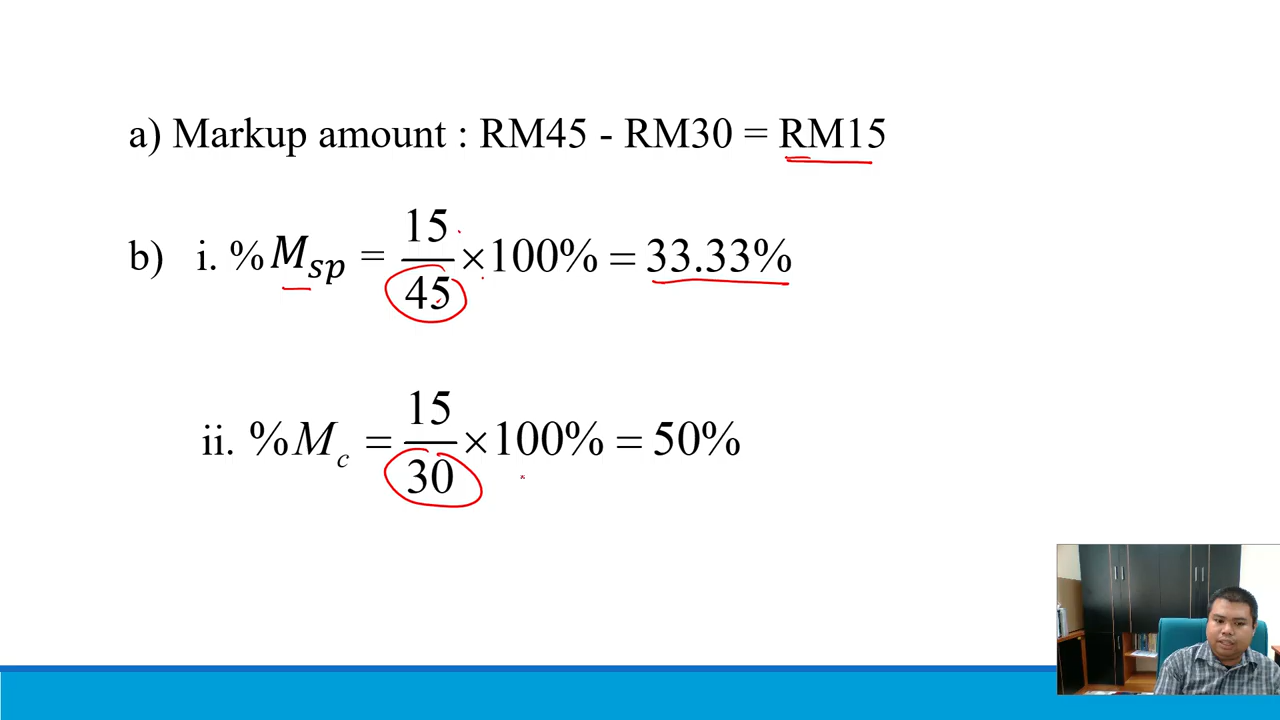 a) Markup amount : RM45 - RM30 = RM15
b) i. % M_sp = 15/45 ×100% = 33.33%
ii. % M_c = 15/30 ×100% = 50%